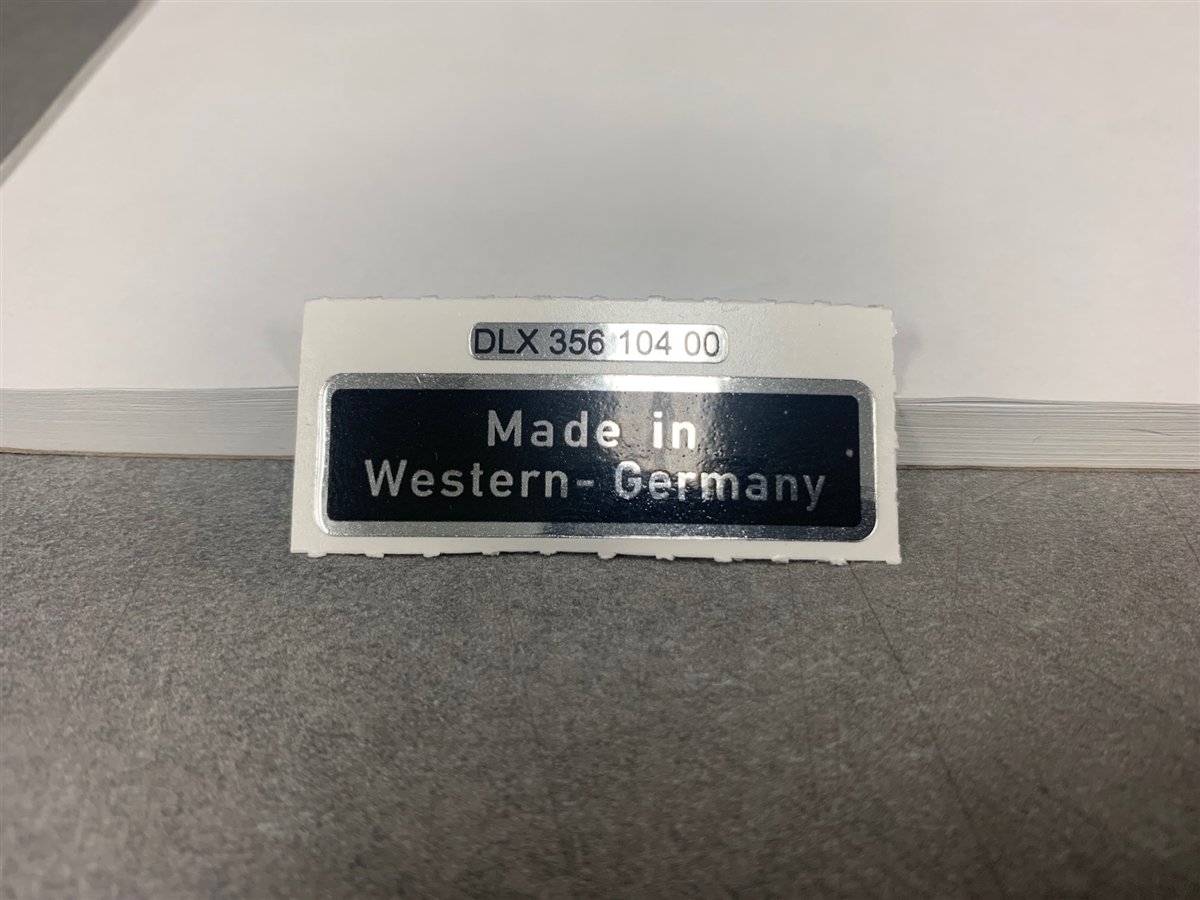 DLX 356 104 00
Made in
Western- Germany